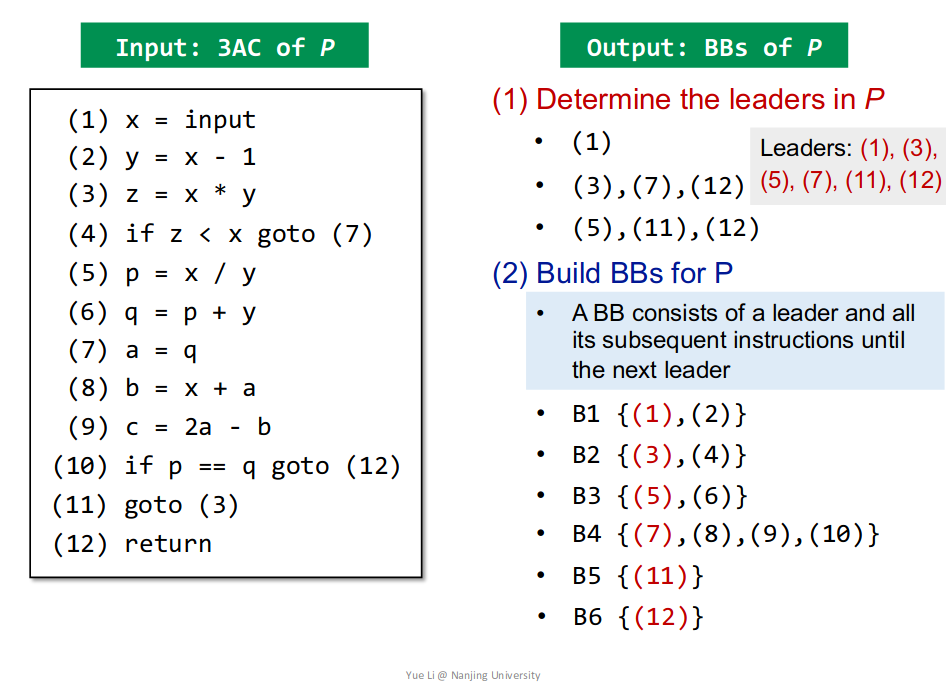 Input: 3AC of P
(1) x = input
(2) y = x - 1
(3) z = x * y
(4) if z < x goto (7)
(5) p = x / y
(6) q = p + y
(7) a = q
(8) b = x + a
(9) c = 2a - b
(10) if p == q goto (12)
(11) goto (3)
(12) return
Output: BBs of P
(1) Determine the leaders in P
• (1)
• (3),(7),(12)
• (5),(11),(12)
Leaders: (1), (3),
(5), (7), (11), (12)
(2) Build BBs for P
• A BB consists of a leader and all
its subsequent instructions until
the next leader
• B1 {(1),(2)}
• B2 {(3),(4)}
• B3 {(5),(6)}
• B4 {(7),(8),(9),(10)}
• B5 {(11)}
• B6 {(12)}
Yue Li @ Nanjing University